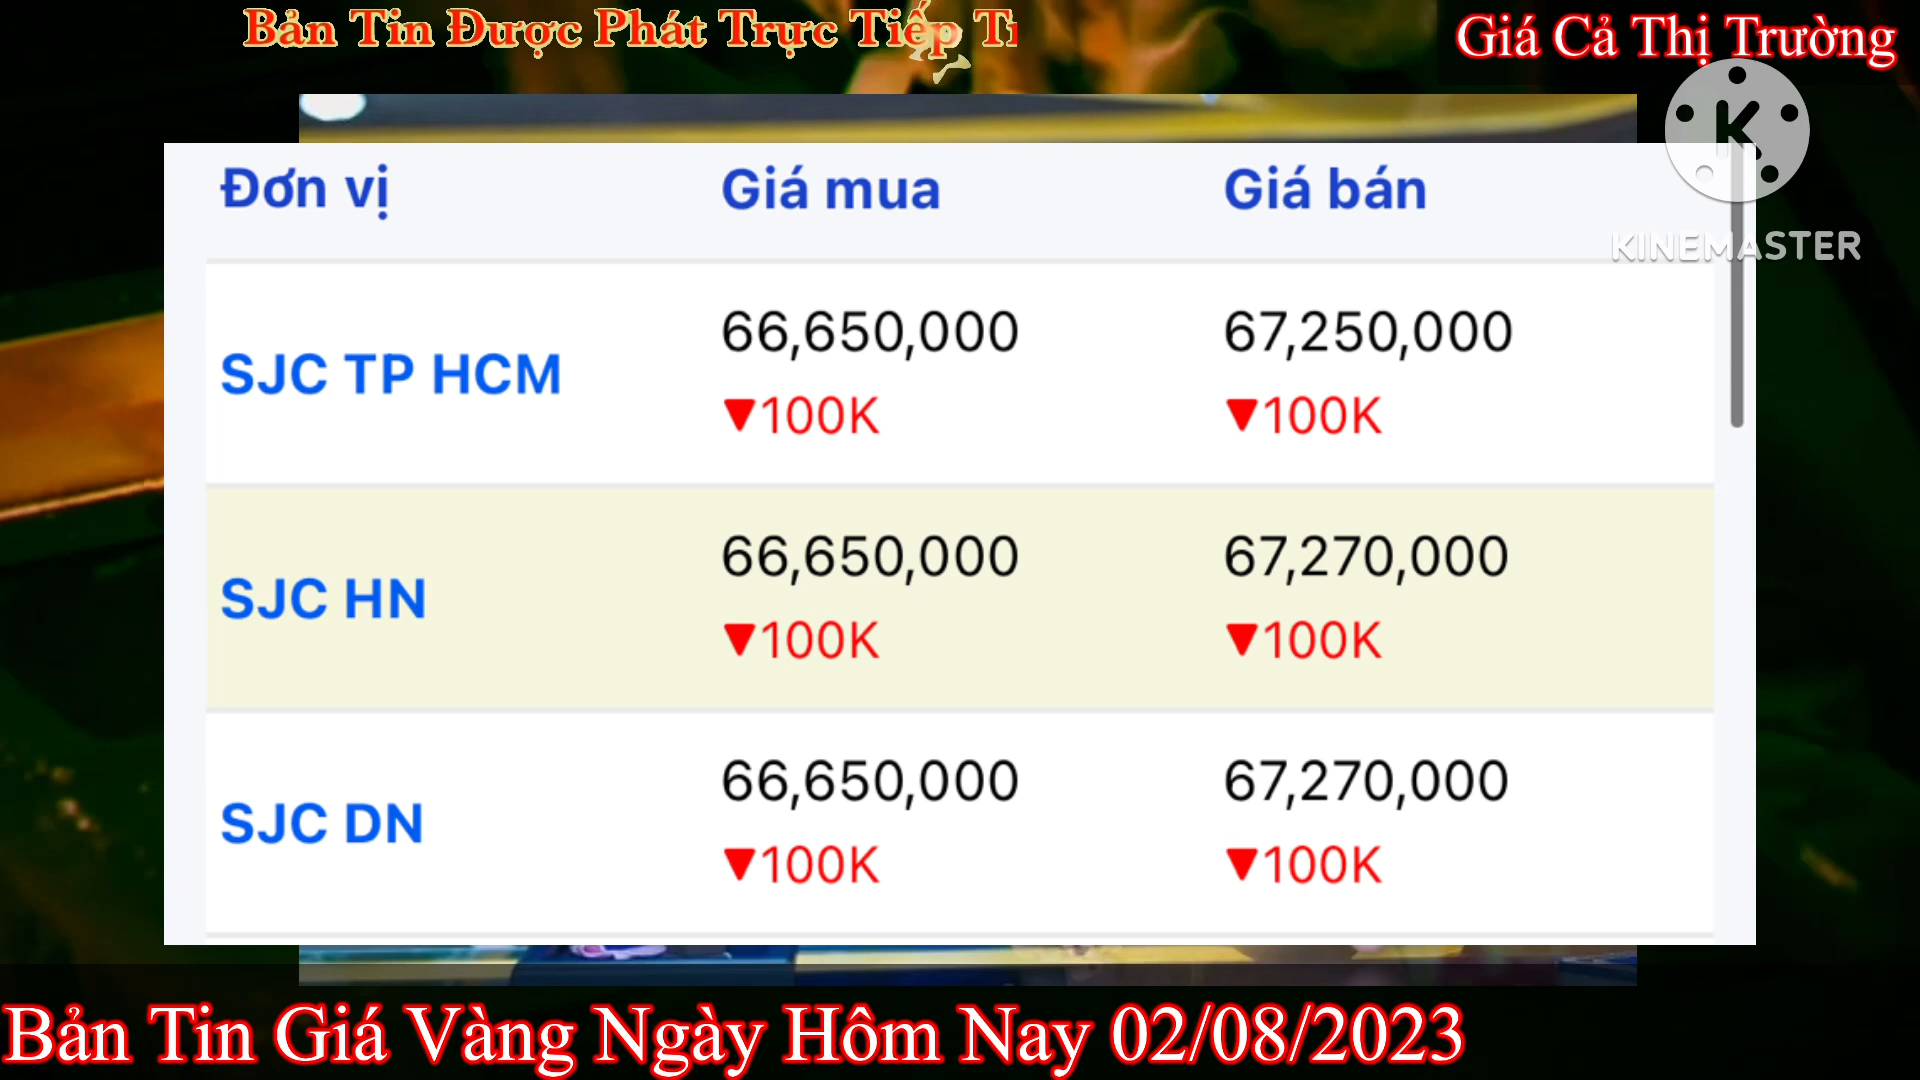 Bản Tin Được Phát Trực Tiếp
Giá Cả Thị Trường
K
KINEMASTER
Đơn vị Giá mua Giá bán
66,650,000 67,250,000
SJC TP HCM
▼100K ▼100K
66,650,000 67,270,000
SJC HN
▼100K ▼100K
66,650,000 67,270,000
SJC DN
▼100K ▼100K
Bản Tin Giá Vàng Ngày Hôm Nay 02/08/2023